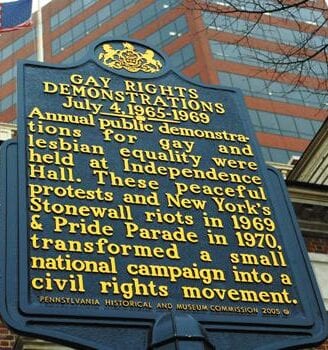 GAY RIGHTS
DEMONSTRATIONS
July 4, 1965-1969
Annual public demonstra-
tions for gay and
lesbian equality were
held at Independence
Hall. These peaceful
protests and New York's
Stonewall riots in 1969
& Pride Parade in 1970,
transformed a small
national campaign into a
civil rights movement.
PENNSYLVANIA HISTORICAL AND MUSEUM COMMISSION 2005